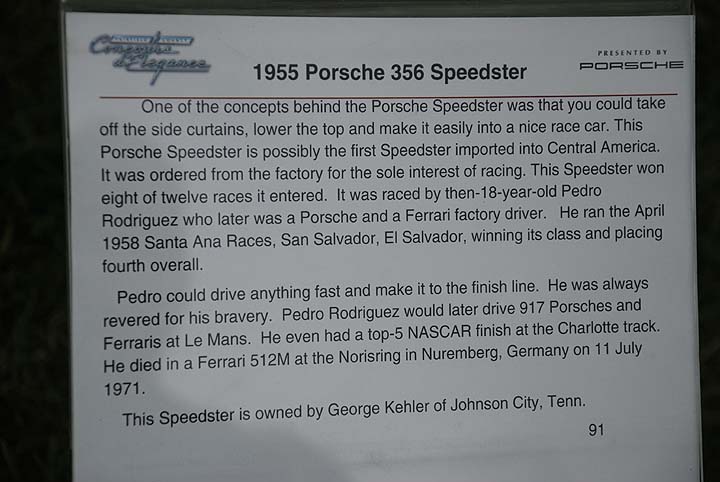 Concours
d'Elegance
PRESENTED BY
PORSCHE
1955 Porsche 356 Speedster
One of the concepts behind the Porsche Speedster was that you could take
off the side curtains, lower the top and make it easily into a nice race car. This
Porsche Speedster is possibly the first Speedster imported into Central America.
It was ordered from the factory for the sole interest of racing. This Speedster won
eight of twelve races it entered. It was raced by then-18-year-old Pedro
Rodriguez who later was a Porsche and a Ferrari factory driver. He ran the April
1958 Santa Ana Races, San Salvador, El Salvador, winning its class and placing
fourth overall.
Pedro could drive anything fast and make it to the finish line. He was always
revered for his bravery. Pedro Rodriguez would later drive 917 Porsches and
Ferraris at Le Mans. He even had a top-5 NASCAR finish at the Charlotte track.
He died in a Ferrari 512M at the Norisring in Nuremberg, Germany on 11 July
1971.
This Speedster is owned by George Kehler of Johnson City, Tenn.
91